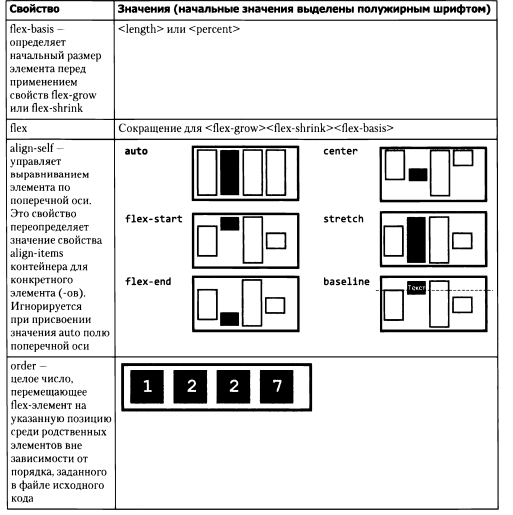 Свойство
Значения (начальные значения выделены полужирным шрифтом)
flex-basis —
определяет
начальный размер
элемента перед
применением
свойств flex-grow
или flex-shrink
<length> или <percent>
flex
Сокращение для <flex-grow><flex-shrink><flex-basis>
align-self —
управляет
выравниванием
элемента по
поперечной оси.
Это свойство
переопределяет
значение свойства
align-items
контейнера для
конкретного
элемента (-ов).
Игнорируется
при присвоении
значения auto полю
поперечной оси
auto
center
flex-start
stretch
flex-end
baseline
Текст
order —
целое число,
перемещающее
flex-элемент на
указанную позицию
среди родственных
элементов вне
зависимости от
порядка, заданного
в файле исходного
кода
1 2 2 7